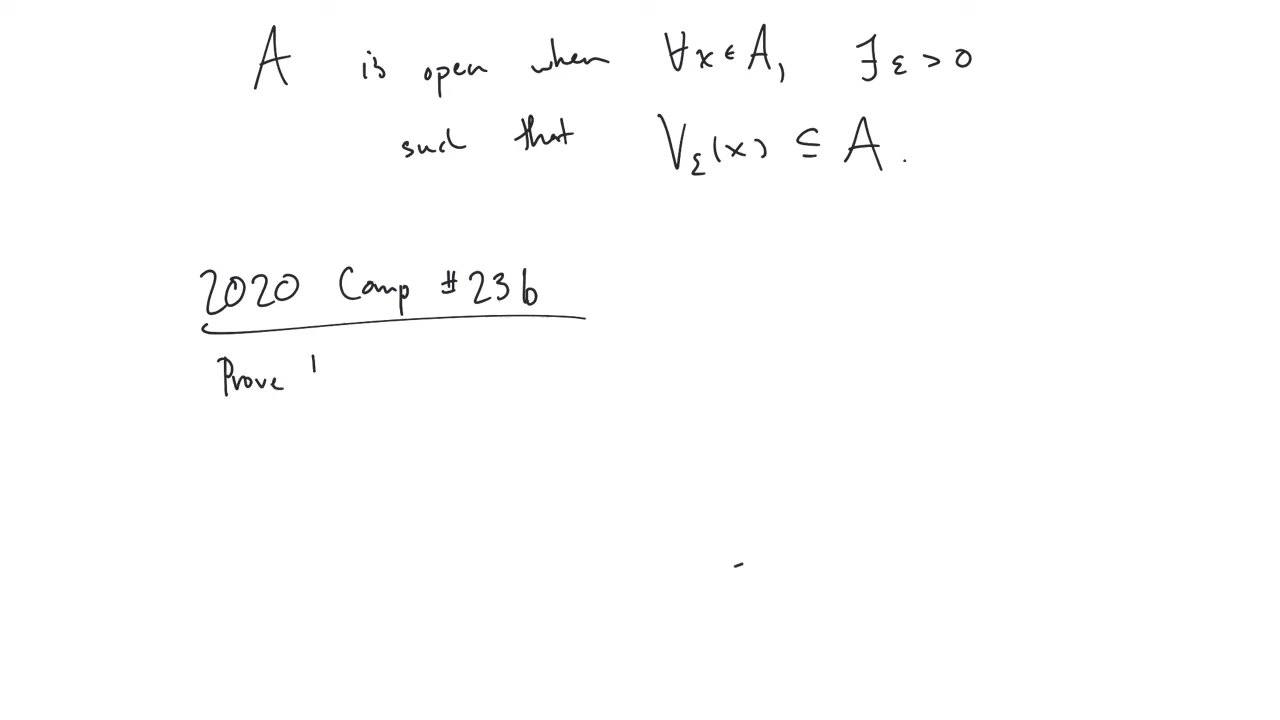 A is open when ∀x ∈ A, ∃ ε > 0
such that V_ε(x) ⊆ A.
2020 Comp #23b
Prove